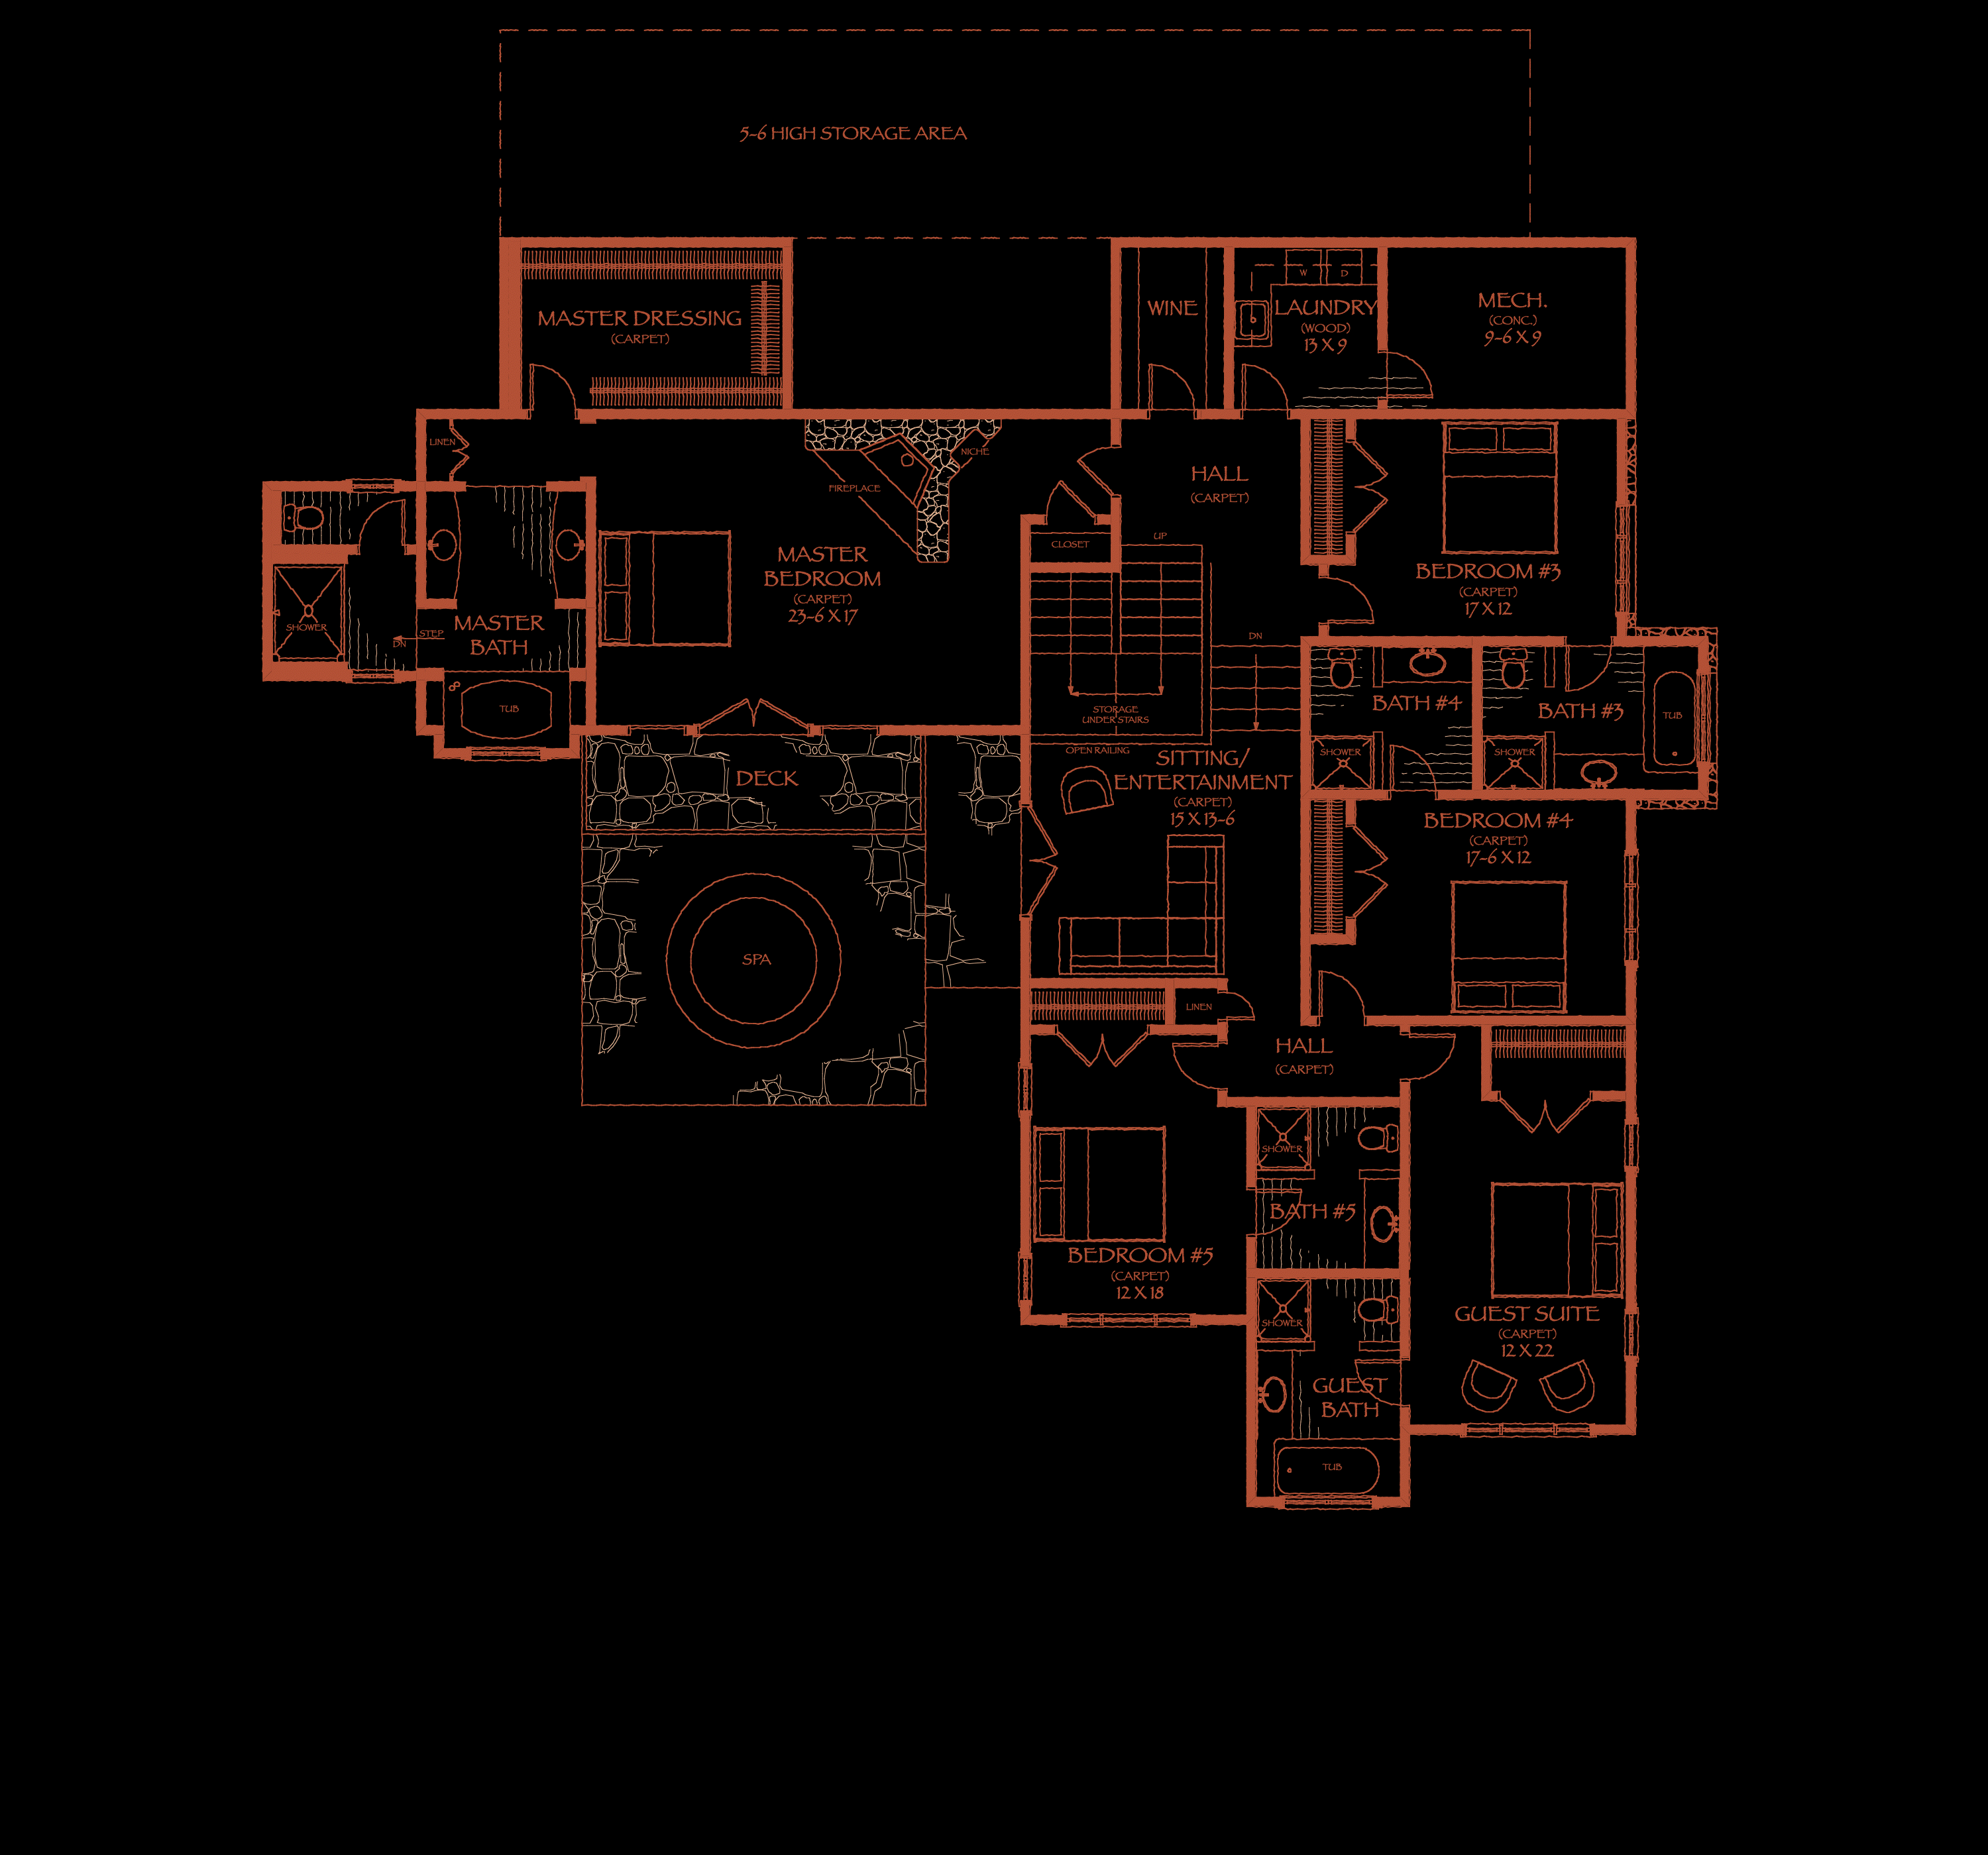 5-6 HIGH STORAGE AREA
MASTER DRESSING
(CARPET)
WINE
W
D
LAUNDRY
(WOOD)
13 X 9
MECH.
(CONC.)
9-6 X 9
LINEN
NICHE
FIREPLACE
HALL
(CARPET)
CLOSET
UP
MASTER
BEDROOM
(CARPET)
23-6 X 17
BEDROOM #3
(CARPET)
17 X 12
SHOWER
STEP
DN
MASTER
BATH
TUB
DN
STORAGE
UNDER STAIRS
OPEN RAILING
BATH #4
SHOWER
BATH #3
SHOWER
TUB
DECK
SITTING/
ENTERTAINMENT
(CARPET)
15 X 13-6
BEDROOM #4
(CARPET)
17-6 X 12
SPA
LINEN
HALL
(CARPET)
SHOWER
BATH #5
BEDROOM #5
(CARPET)
12 X 18
SHOWER
GUEST SUITE
(CARPET)
12 X 22
GUEST
BATH
TUB